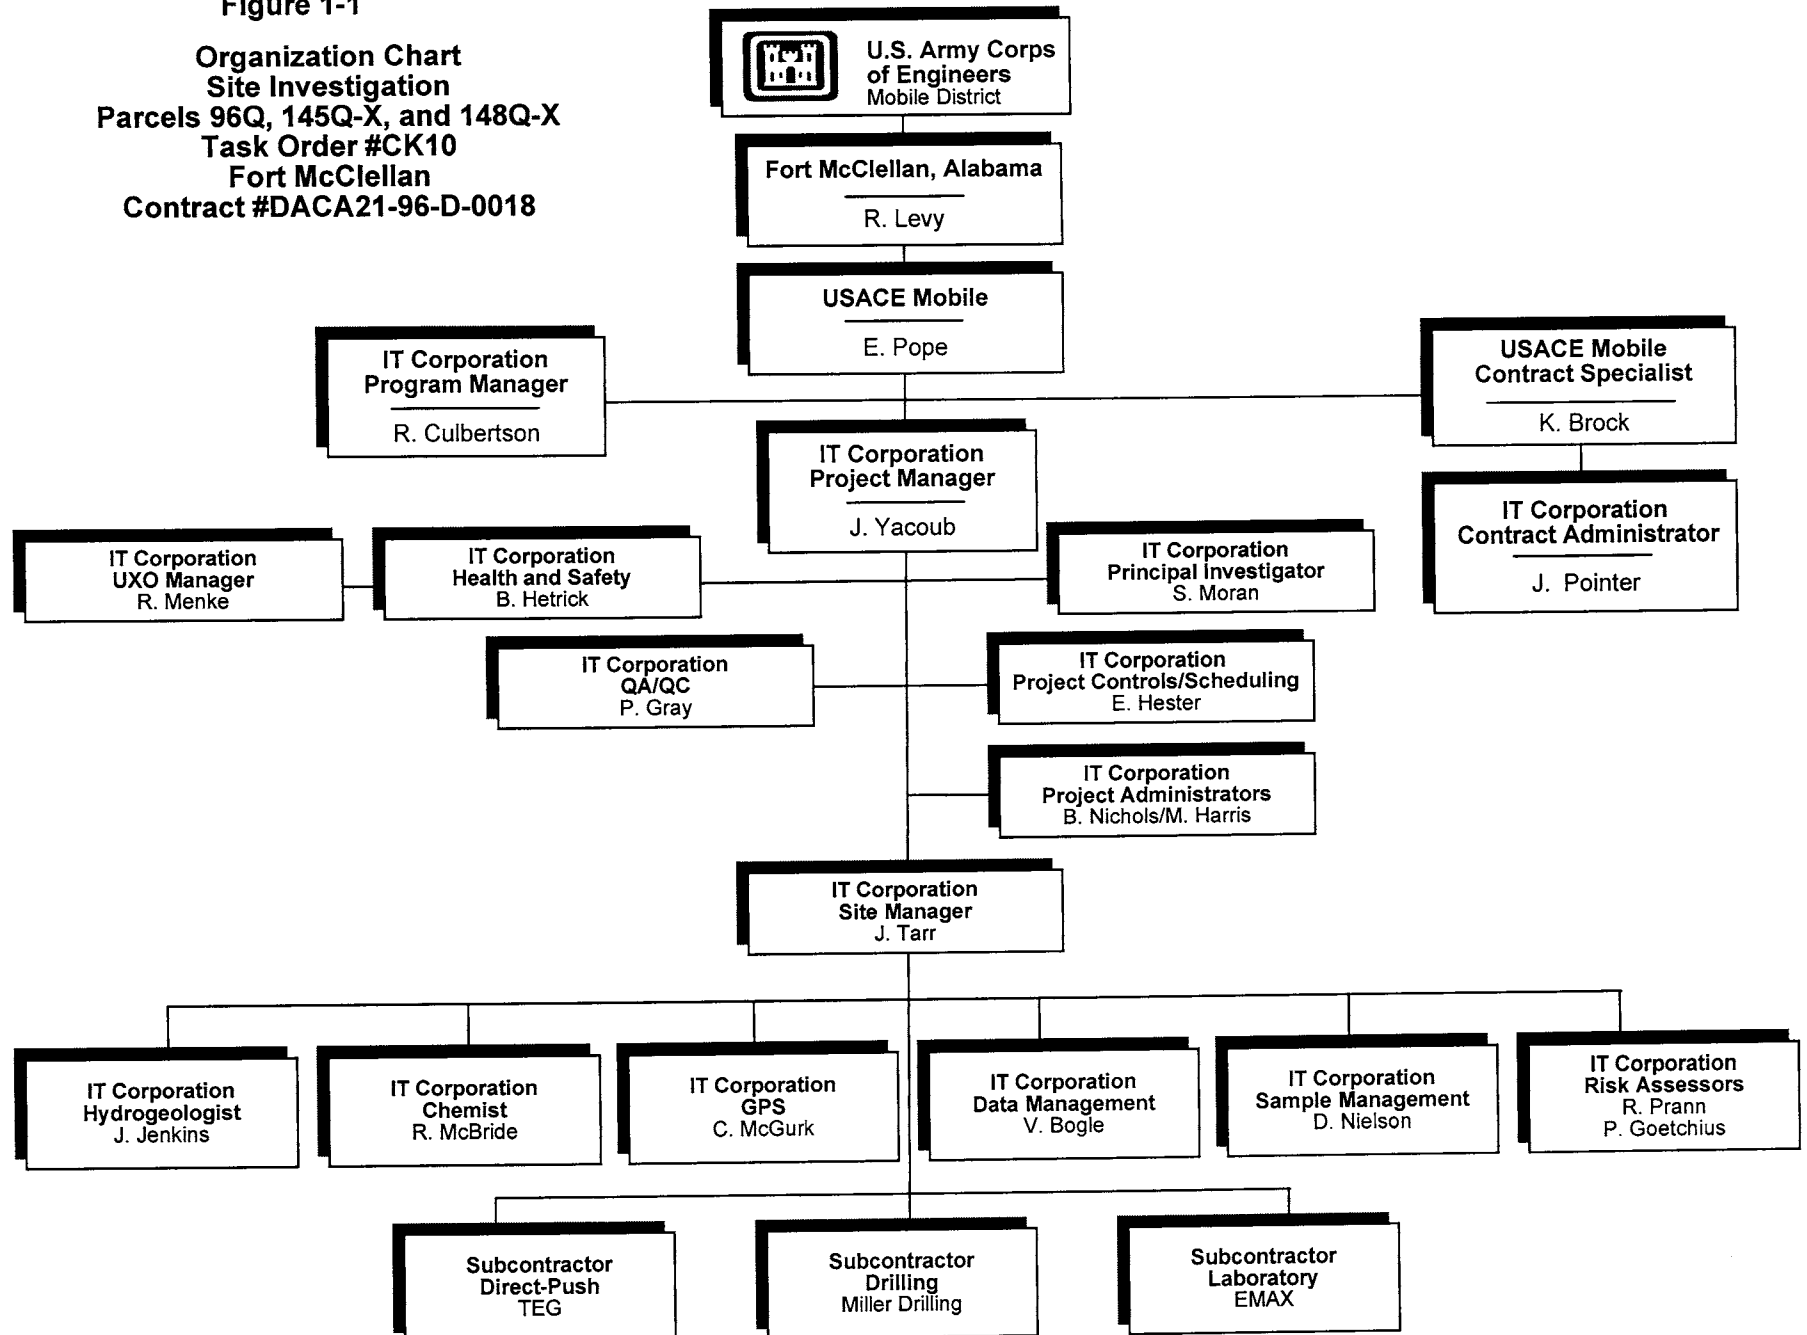 Figure 1-1
Organization Chart
Site Investigation
Parcels 96Q, 145Q-X, and 148Q-X
Task Order #CK10
Fort McClellan
Contract #DACA21-96-D-0018
U.S. Army Corps
of Engineers
Mobile District
Fort McClellan, Alabama
R. Levy
USACE Mobile
E. Pope
IT Corporation
Program Manager
R. Culbertson
USACE Mobile
Contract Specialist
K. Brock
IT Corporation
Project Manager
J. Yacoub
IT Corporation
Contract Administrator
J. Pointer
IT Corporation
UXO Manager
R. Menke
IT Corporation
Health and Safety
B. Hetrick
IT Corporation
Principal Investigator
S. Moran
IT Corporation
QA/QC
P. Gray
IT Corporation
Project Controls/Scheduling
E. Hester
IT Corporation
Project Administrators
B. Nichols/M. Harris
IT Corporation
Site Manager
J. Tarr
IT Corporation
Hydrogeologist
J. Jenkins
IT Corporation
Chemist
R. McBride
IT Corporation
GPS
C. McGurk
IT Corporation
Data Management
V. Bogle
IT Corporation
Sample Management
D. Nielson
IT Corporation
Risk Assessors
R. Prann
P. Goetchius
Subcontractor
Direct-Push
TEG
Subcontractor
Drilling
Miller Drilling
Subcontractor
Laboratory
EMAX